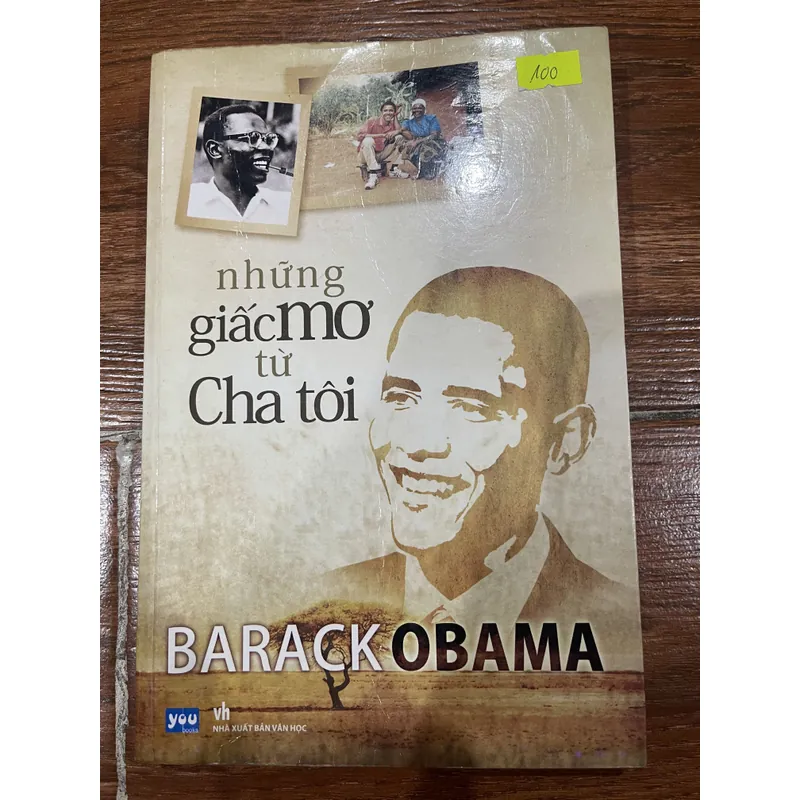 100
những
giấc mơ
từ
Cha tôi
BARACK OBAMA
you
books
vh
NHÀ XUẤT BẢN VĂN HỌC